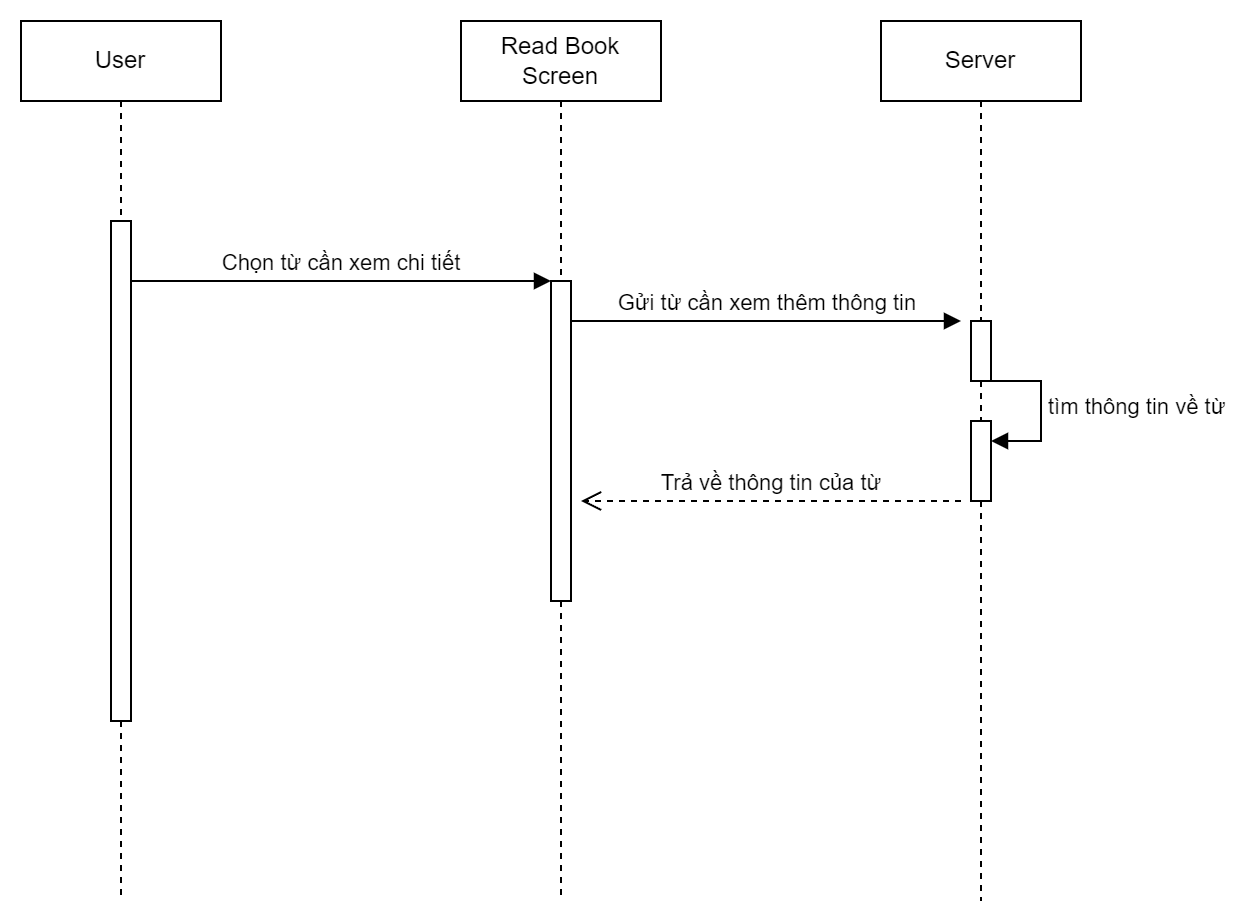 User
Read Book
Screen
Server
Chọn từ cần xem chi tiết
Gửi từ cần xem thêm thông tin
tìm thông tin về từ
Trả về thông tin của từ